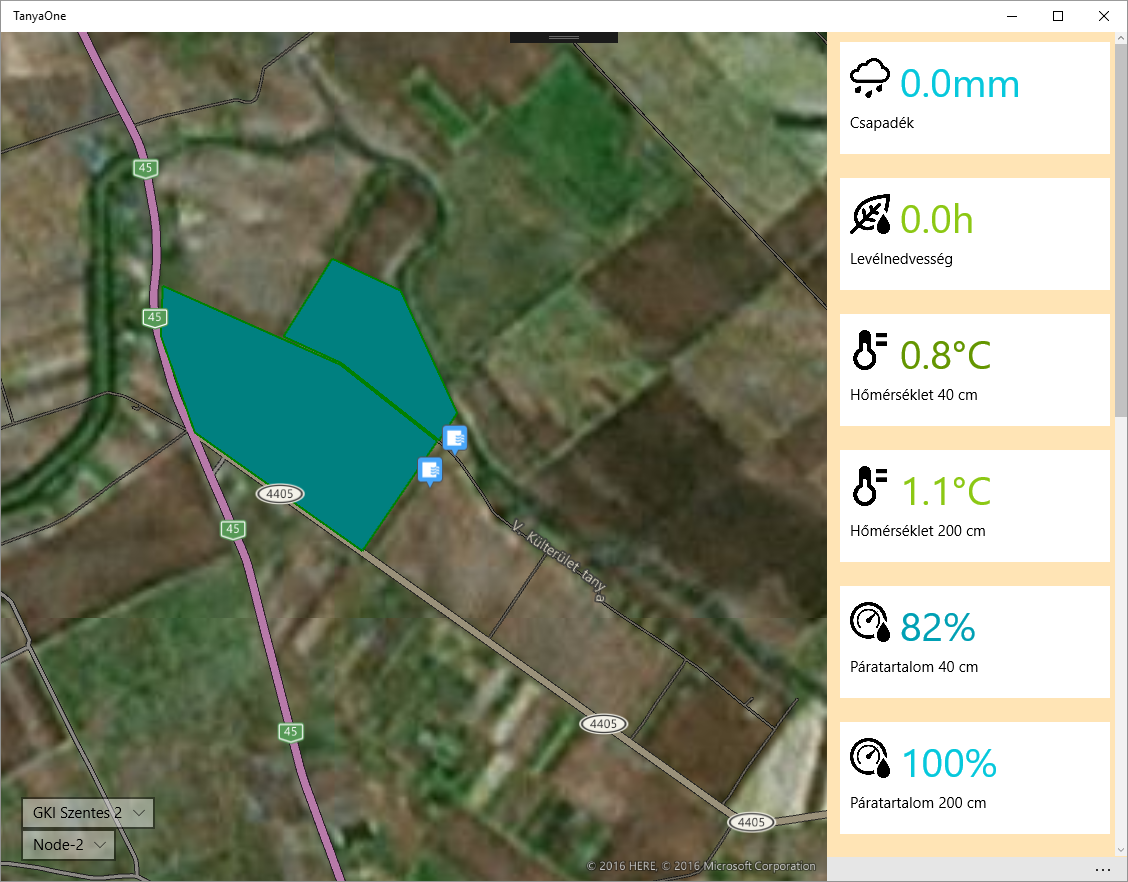 TanyaOne
0.0mm
Csapadék
0.0h
Levélnedvesség
0.8°C
Hőmérséklet 40 cm
1.1°C
Hőmérséklet 200 cm
82%
Páratartalom 40 cm
100%
Páratartalom 200 cm
45
45
4405
45
V. Külterület tanya
4405
45
4405
GKI Szentes 2
Node-2
© 2016 HERE, © 2016 Microsoft Corporation